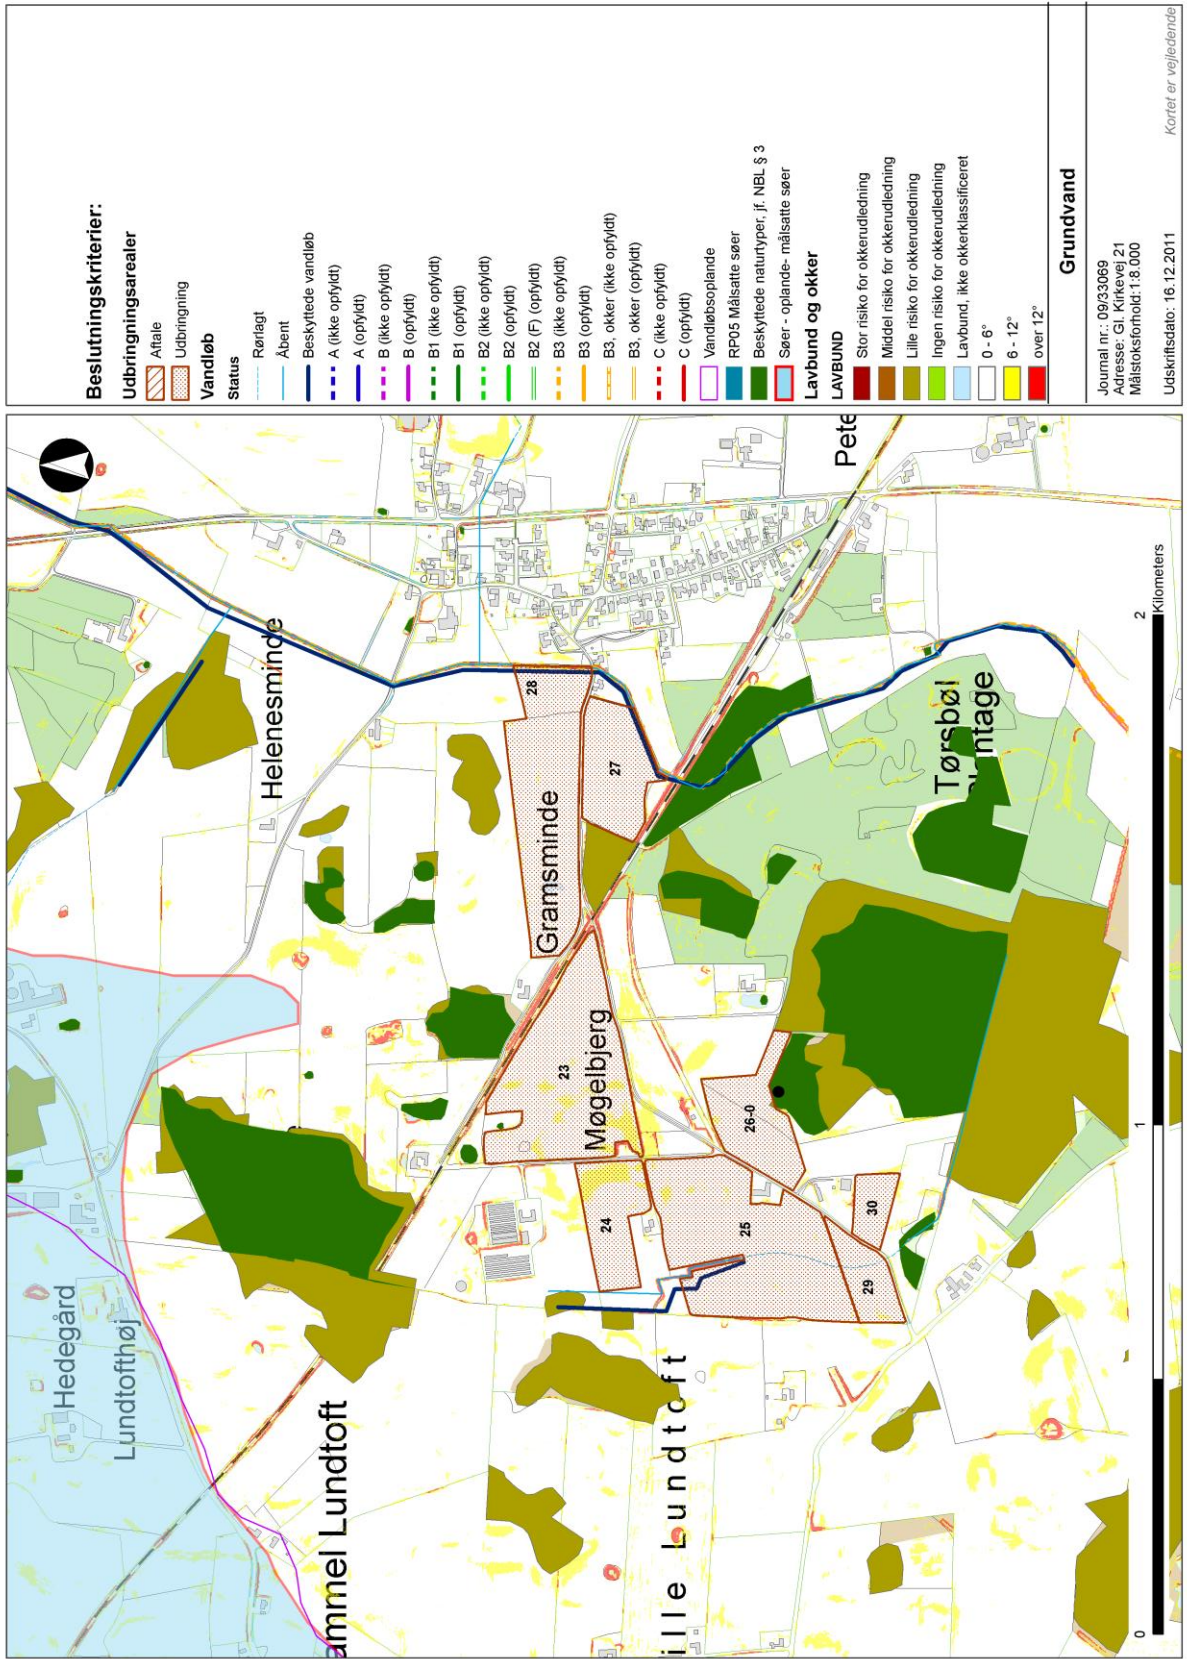 Beslutningskriterier:
Udbringningsarealer
Aftale
Udbringning
Vandløb
Status
Rørlagt
Åbent
Beskyttede vandløb
A (ikke opfyldt)
A (opfyldt)
B (ikke opfyldt)
B (opfyldt)
B1 (ikke opfyldt)
B1 (opfyldt)
B2 (ikke opfyldt)
B2 (opfyldt)
B2 (F) (opfyldt)
B3 (ikke opfyldt)
B3 (opfyldt)
B3, okker (ikke opfyldt)
B3, okker (opfyldt)
C (ikke opfyldt)
C (opfyldt)
Vandløbsoplande
RP05 Målsatte søer
Beskyttede naturtyper, jf. NBL § 3
Søer - oplande- målsatte søer
Lavbund og okker
LAVBUND
Stor risiko for okkerudledning
Middel risiko for okkerudledning
Lille risiko for okkerudledning
Ingen risiko for okkerudledning
Lavbund, ikke okkerklassificeret
0 - 6°
6 - 12°
over 12°
Grundvand
Journal nr.: 09/33069
Adresse: Gl. Kirkevej 21
Målstoksforhold: 1:8.000
Udskriftsdato: 16.12.2011
Kortet er vejledende
Hedegård
Lundtofthøj
ammel Lundtoft
Helenesminde
Gramsminde
28
27
23
Møgelbjerg
24
25
26-0
29
30
ille Lundtoft
Tørsbøl
Pete
0
1
2
Kilometers